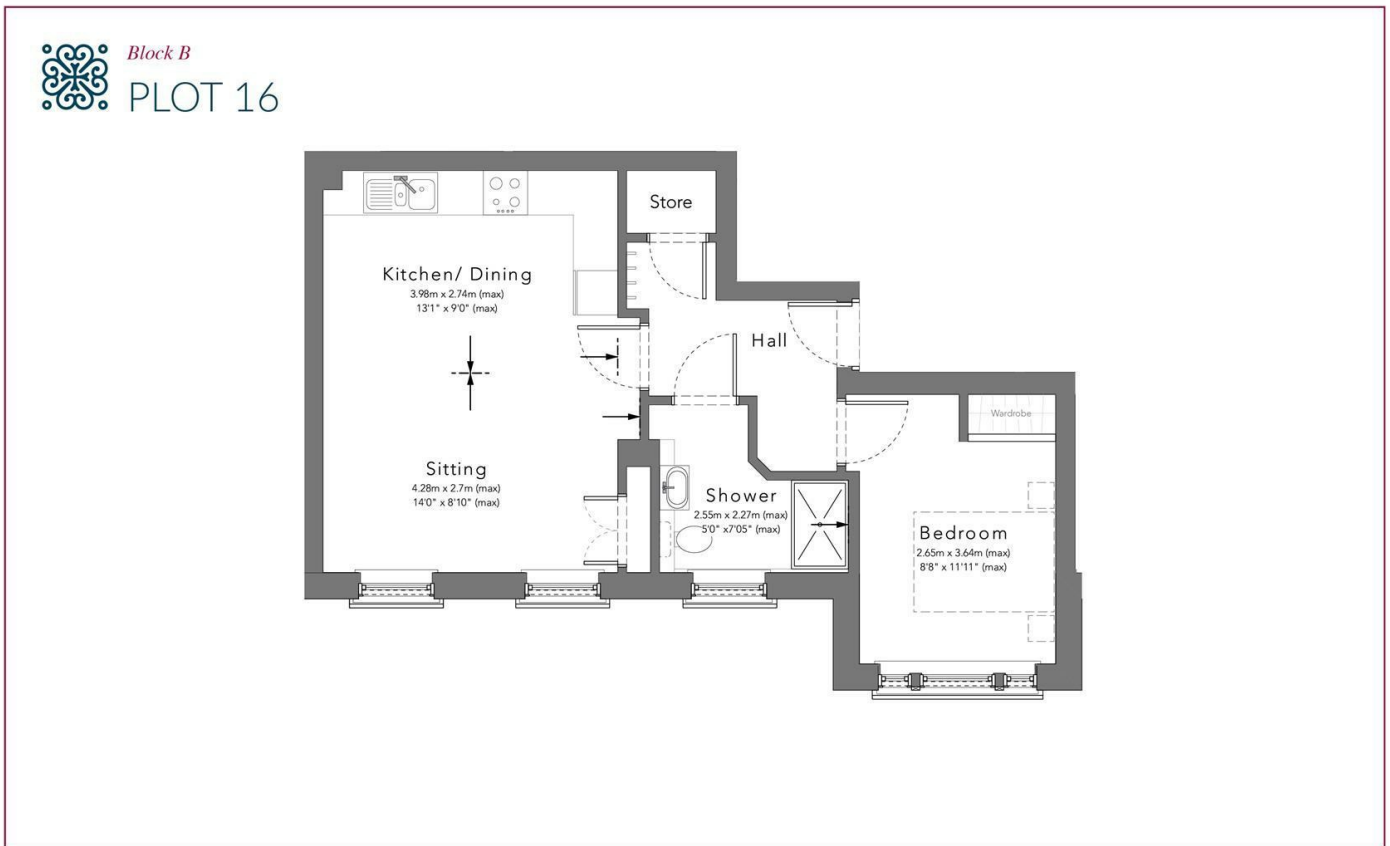 Block B
PLOT 16
Store
Kitchen/ Dining
3.98m x 2.74m (max)
13'1" x 9'0" (max)
Hall
Wardrobe
Sitting
4.28m x 2.7m (max)
14'0" x 8'10" (max)
Shower
2.55m x 2.27m (max)
5'0" x7'05" (max)
Bedroom
2.65m x 3.64m (max)
8'8" x 11'11" (max)